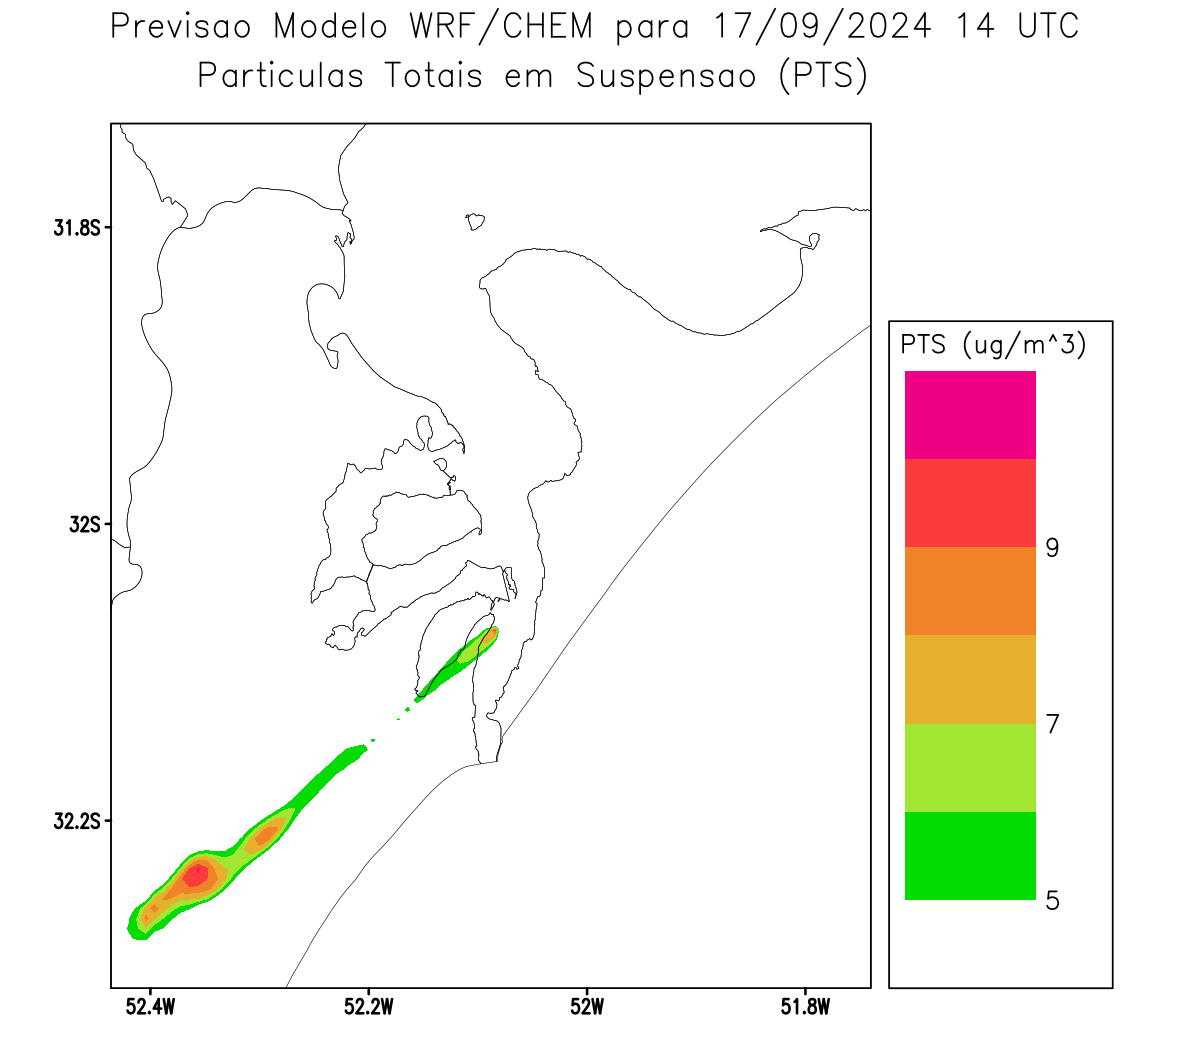 Previsao Modelo WRF/CHEM para 17/09/2024 14 UTC
Particulas Totais em Suspensao (PTS)
31.8S
32S
32.2S
52.4W
52.2W
52W
51.8W
PTS (ug/m^3)
9
7
5